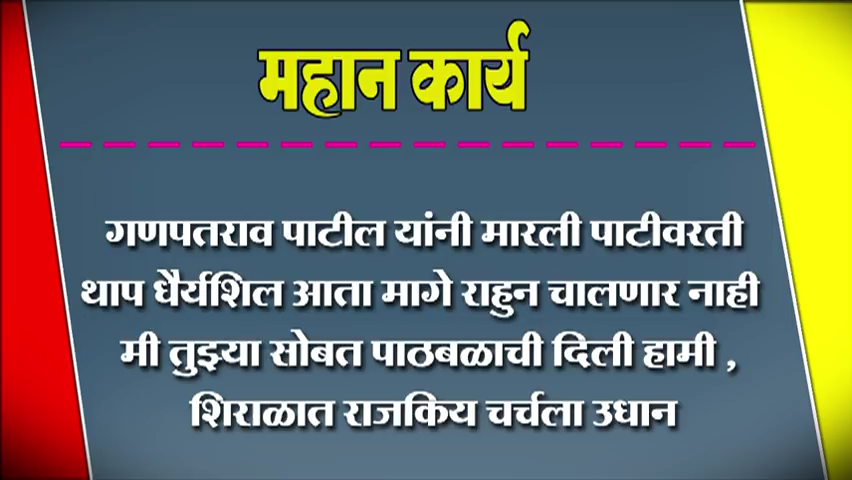 महान कार्य
गणपतराव पाटील यांनी मारली पाटीवरती
थाप धैर्यशिल आता मागे राहुन चालणार नाही
मी तुझ्या सोबत पाठबळाची दिली हामी ,
शिराळात राजकिय चर्चला उधान